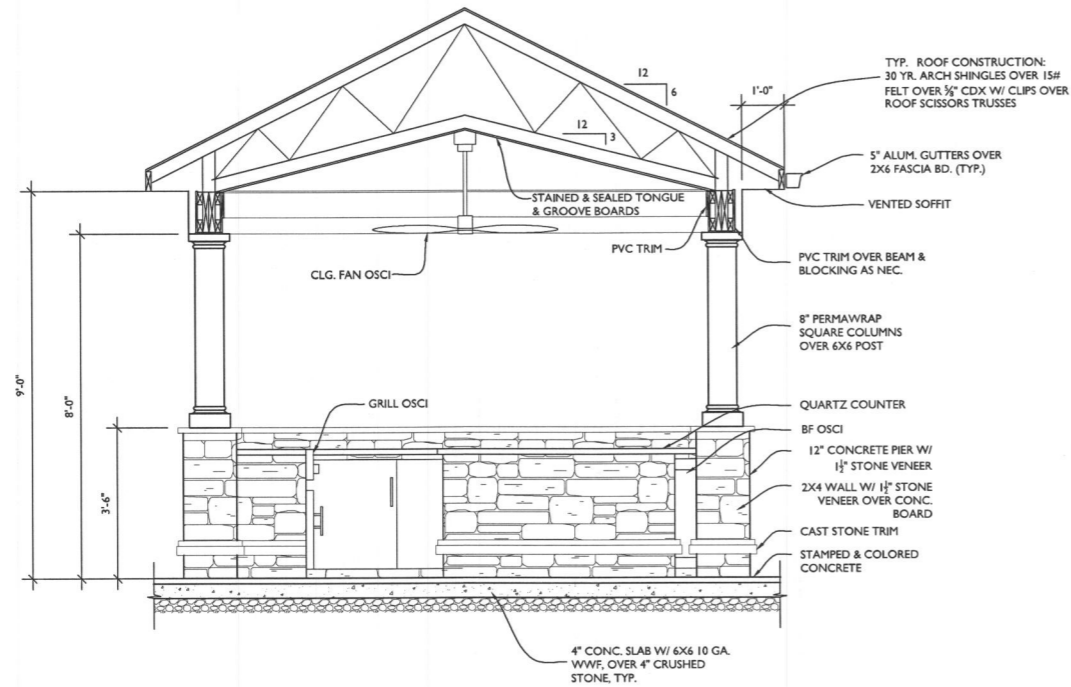 12
6
12
3
TYP. ROOF CONSTRUCTION:
30 YR. ARCH SHINGLES OVER 15#
FELT OVER ⅝" CDX W/ CLIPS OVER
ROOF SCISSORS TRUSSES
1'-0"
5" ALUM. GUTTERS OVER
2X6 FASCIA BD. (TYP.)
VENTED SOFFIT
STAINED & SEALED TONGUE
& GROOVE BOARDS
PVC TRIM
PVC TRIM OVER BEAM &
BLOCKING AS NEC.
CLG. FAN OSCI
8" PERMAWRAP
SQUARE COLUMNS
OVER 6X6 POST
9'-0"
8'-0"
3'-6"
GRILL OSCI
QUARTZ COUNTER
BF OSCI
12" CONCRETE PIER W/
1½" STONE VENEER
2X4 WALL W/ 1½" STONE
VENEER OVER CONC.
BOARD
CAST STONE TRIM
STAMPED & COLORED
CONCRETE
4" CONC. SLAB W/ 6X6 10 GA.
WWF, OVER 4" CRUSHED
STONE, TYP.